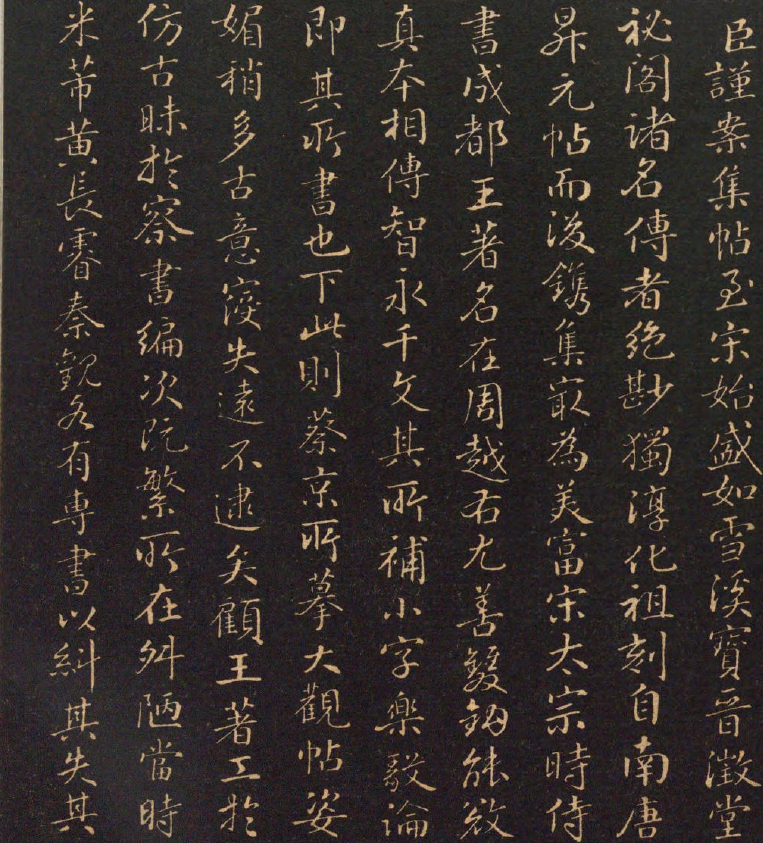 臣謹案集帖至宋始盛如雪溪寶晉澂堂
祕閣諸名傳者絶尠獨淳化祖刻自南唐
昇元帖而後鐫集最為美富宋太宗時侍
書成都王著名在周越右尤善雙鉤能
真本相傳智永千文其所補小字樂毅論
即其所書也下此則蔡京所摹大觀帖姿
媚稍多古意寖失遠不逮矣顧王著工於
仿古昧於察書編次既繁所在舛陋當時
米芾黃長睿秦觀各有專書以糾其失其